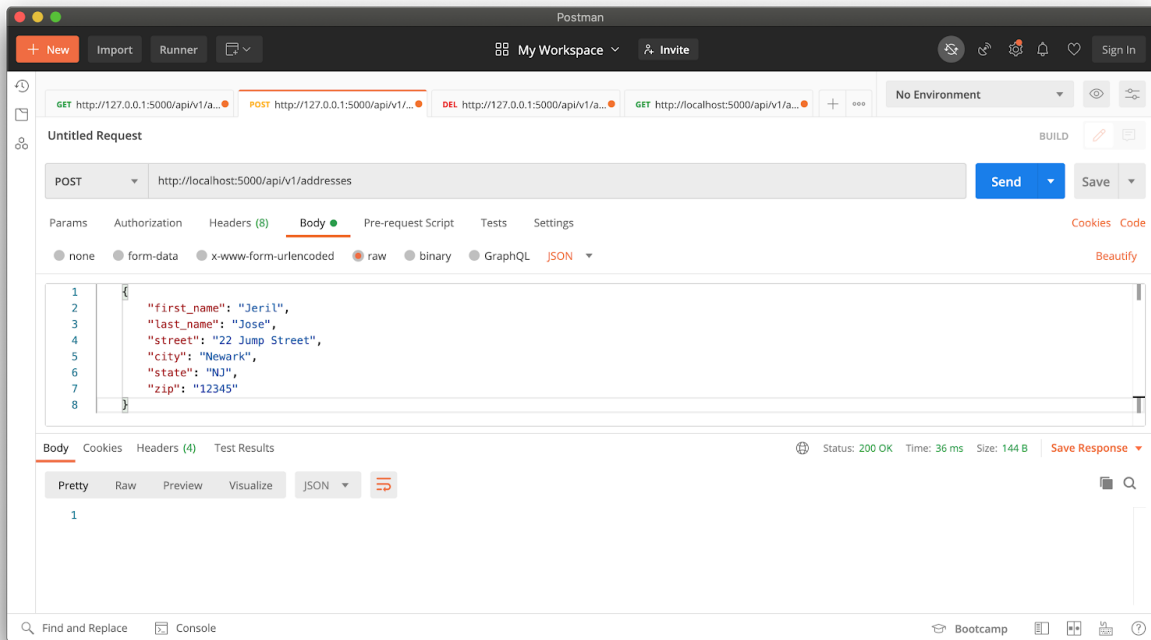 Postman
New Import Runner My Workspace Invite Sign In
GET http://127.0.0.1:5000/api/v1/a... POST http://127.0.0.1:5000/api/v1/... DEL http://127.0.0.1:5000/api/v1/a... GET http://localhost:5000/api/v1/a... No Environment
Untitled Request BUILD
POST http://localhost:5000/api/v1/addresses Send Save
Params Authorization Headers (8) Body Pre-request Script Tests Settings Cookies Code
none form-data x-www-form-urlencoded raw binary GraphQL JSON Beautify
1 {
2 "first_name": "Jeril",
3 "last_name": "Jose",
4 "street": "22 Jump Street",
5 "city": "Newark",
6 "state": "NJ",
7 "zip": "12345"
8 }
Body Cookies Headers (4) Test Results Status: 200 OK Time: 36 ms Size: 144 B Save Response
Pretty Raw Preview Visualize JSON
1
Find and Replace Console Bootcamp